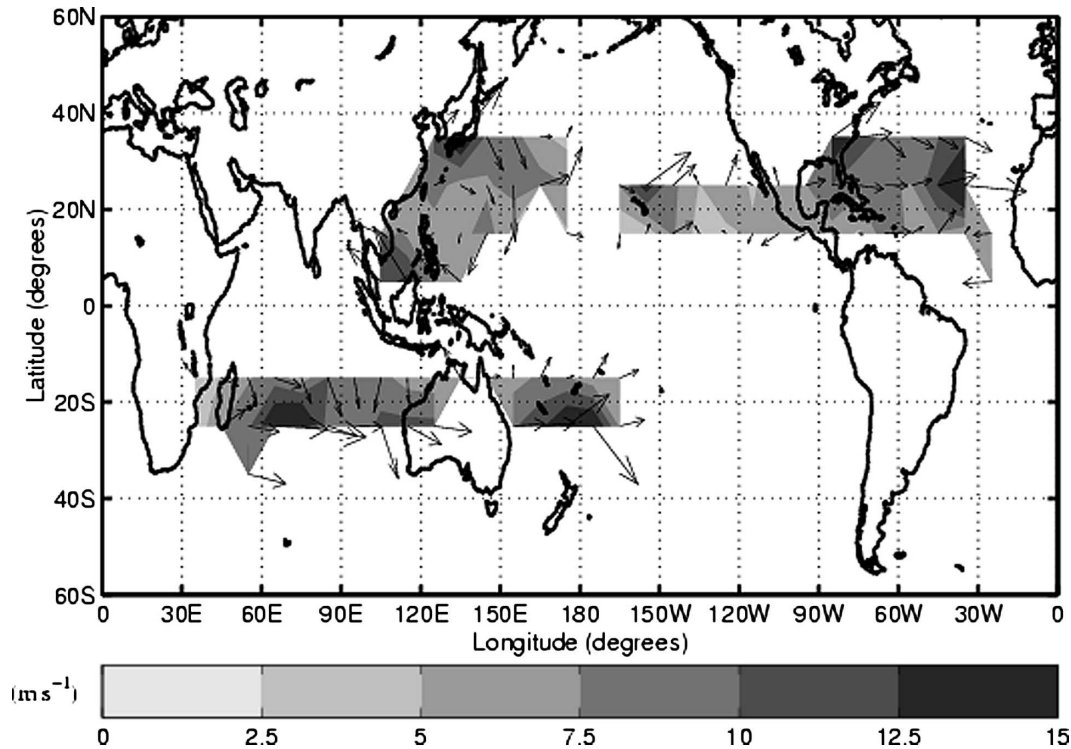 60N
40N
20N
0
20S
40S
60S
Latitude (degrees)
0 30E 60E 90E 120E 150E 180 150W 120W 90W 60W 30W 0
Longitude (degrees)
(m s⁻¹)
0 2.5 5 7.5 10 12.5 15